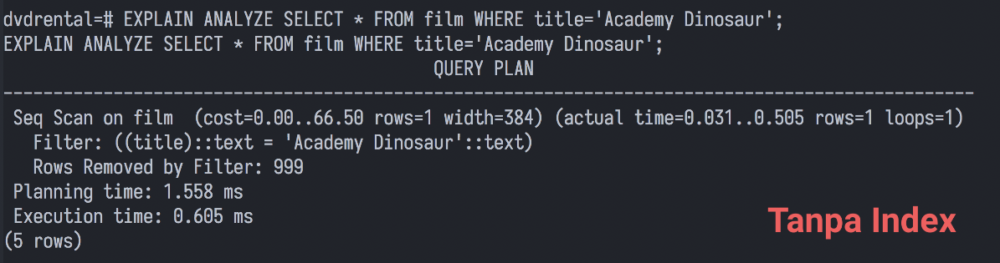 dvdrental=# EXPLAIN ANALYZE SELECT * FROM film WHERE title='Academy Dinosaur';
EXPLAIN ANALYZE SELECT * FROM film WHERE title='Academy Dinosaur';
QUERY PLAN
-------------------------------------------------------------------------------------------------
Seq Scan on film  (cost=0.00..66.50 rows=1 width=384) (actual time=0.031..0.505 rows=1 loops=1)
Filter: ((title)::text = 'Academy Dinosaur'::text)
Rows Removed by Filter: 999
Planning time: 1.558 ms
Execution time: 0.605 ms
(5 rows)
Tanpa Index